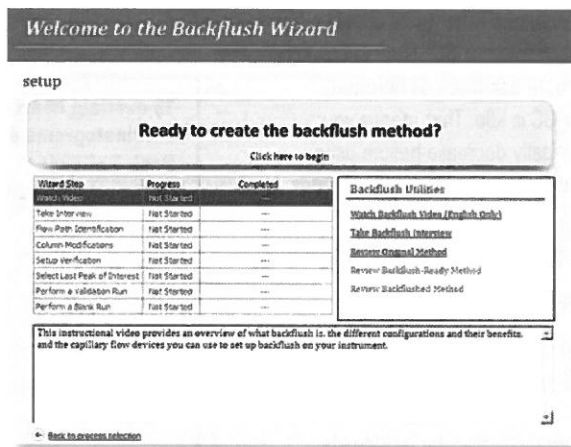 Welcome to the Backflush Wizard
setup
Ready to create the backflush method?
Click here to begin
Wizard Step Progress Completed
Watch Video Not Started ---
Take Interview Not Started ---
Flow Path Identification Not Started ---
Column Modifications Not Started ---
Setup Verification Not Started ---
Select Last Peak of Interest Not Started ---
Perform a Validation Run Not Started ---
Perform a Blank Run Not Started ---
Backflush Utilities
Watch Backflush Video (English Only)
Take Backflush Interview
Review Original Method
Review Backflush-Ready Method
Review Backflushed Method
This instructional video provides an overview of what backflush is, the different configurations and their benefits,
and the capillary flow devices you can use to set up backflush on your instrument.
Back to process selection